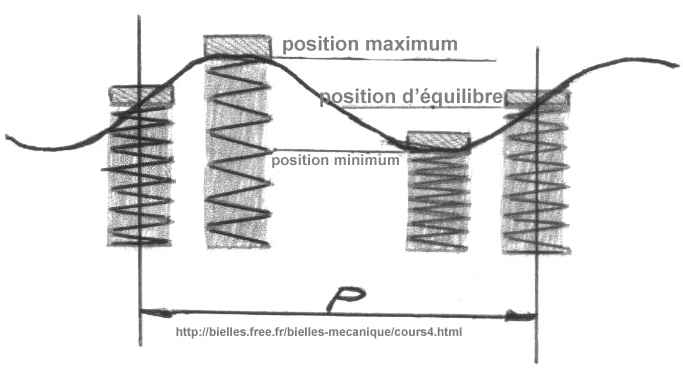 position maximum
position d'équilibre
position minimum
P
http://bielles.free.fr/bielles-mecanique/cours4.html